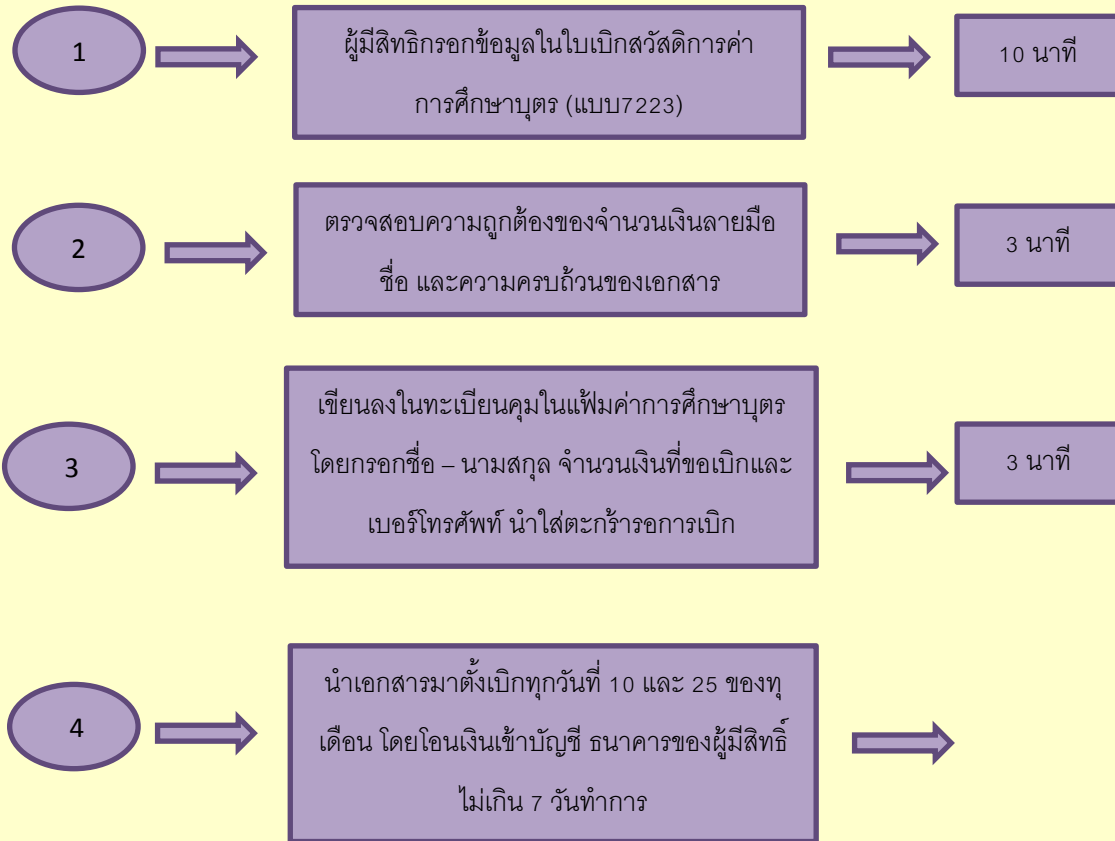 1
ผู้มีสิทธิกรอกข้อมูลในใบเบิกสวัสดิการค่า
การศึกษาบุตร (แบบ7223)
10 นาที
2
ตรวจสอบความถูกต้องของจำนวนเงินลายมือ
ชื่อ และความครบถ้วนของเอกสาร
3 นาที
3
เขียนลงในทะเบียนคุมในแฟ้มค่าการศึกษาบุตร
โดยกรอกชื่อ – นามสกุล จำนวนเงินที่ขอเบิกและ
เบอร์โทรศัพท์ นำใส่ตะกร้ารอการเบิก
3 นาที
4
นำเอกสารมาตั้งเบิกทุกวันที่ 10 และ 25 ของทุ
เดือน โดยโอนเงินเข้าบัญชี ธนาคารของผู้มีสิทธิ์
ไม่เกิน 7 วันทำการ